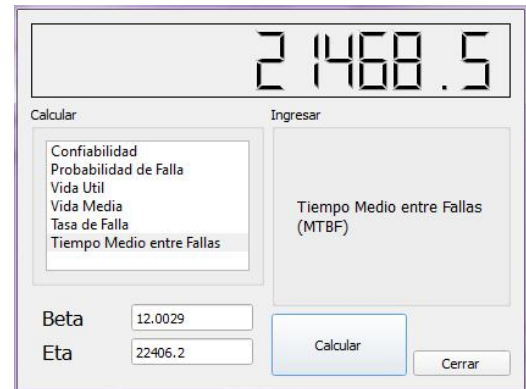 21468.5
Calcular
Ingresar
Confiabilidad
Probabilidad de Falla
Vida Util
Vida Media
Tasa de Falla
Tiempo Medio entre Fallas
Tiempo Medio entre Fallas
(MTBF)
Beta
12.0029
Eta
22406.2
Calcular
Cerrar